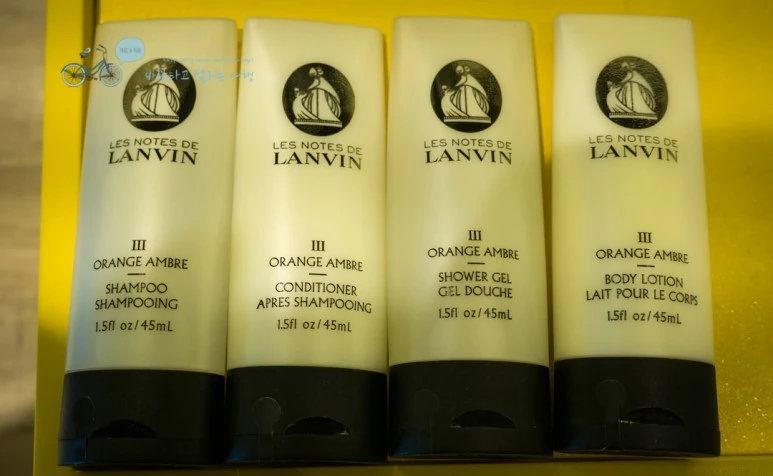 LES NOTES DE
LANVIN
III
ORANGE AMBRE
SHAMPOO
SHAMPOOING
1.5fl oz/45mL
LES NOTES DE
LANVIN
III
ORANGE AMBRE
CONDITIONER
APRES SHAMPOOING
1.5fl oz/45mL
LES NOTES DE
LANVIN
III
ORANGE AMBRE
SHOWER GEL
GEL DOUCHE
1.5fl oz/45mL
LES NOTES DE
LANVIN
III
ORANGE AMBRE
BODY LOTION
LAIT POUR LE CORPS
1.5fl oz/45mL